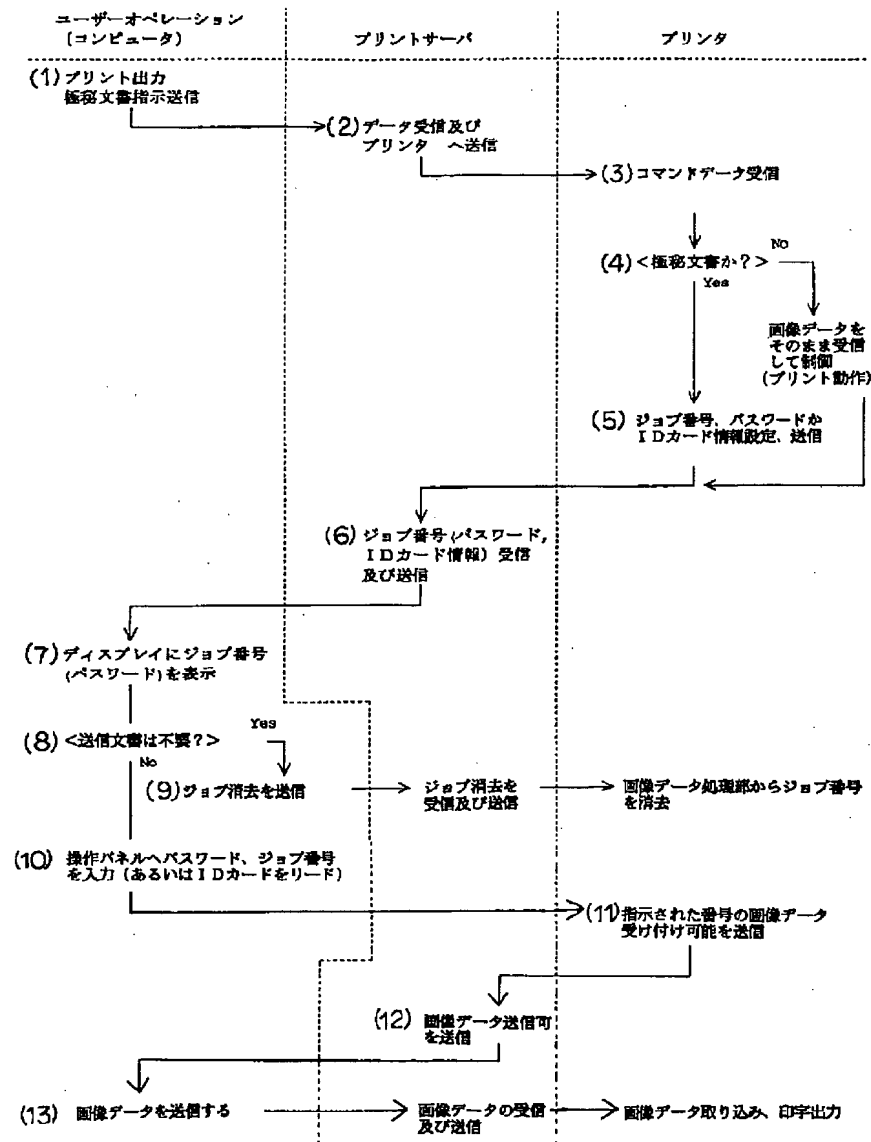 ユーザーオペレーション
(コンピュータ)
プリントサーバ
プリンタ
(1)プリント出力
極秘文書指示送信
(2)データ受信及び
プリンタ へ送信
(3)コマンドデータ受信
(4)<極秘文書か?>
No
Yes
画像データを
そのまま受信
して制御
(プリント動作)
(5) ジョブ番号、パスワードか
IDカード情報設定、送信
(6) ジョブ番号(パスワード,
IDカード情報)受信
及び送信
(7)ディスプレイにジョブ番号
(パスワード)を表示
(8)<送信文書は不要?>
Yes
No
(9)ジョブ消去を送信
ジョブ消去を
受信及び送信
画像データ処理部からジョブ番号
を消去
(10) 操作パネルへパスワード、ジョブ番号
を入力(あるいはIDカードをリード)
(11)指示された番号の画像データ
受け付け可能を送信
(12) 画像データ送信可
を送信
(13) 画像データを送信する
画像データの受信
及び送信
画像データ取り込み、印字出力